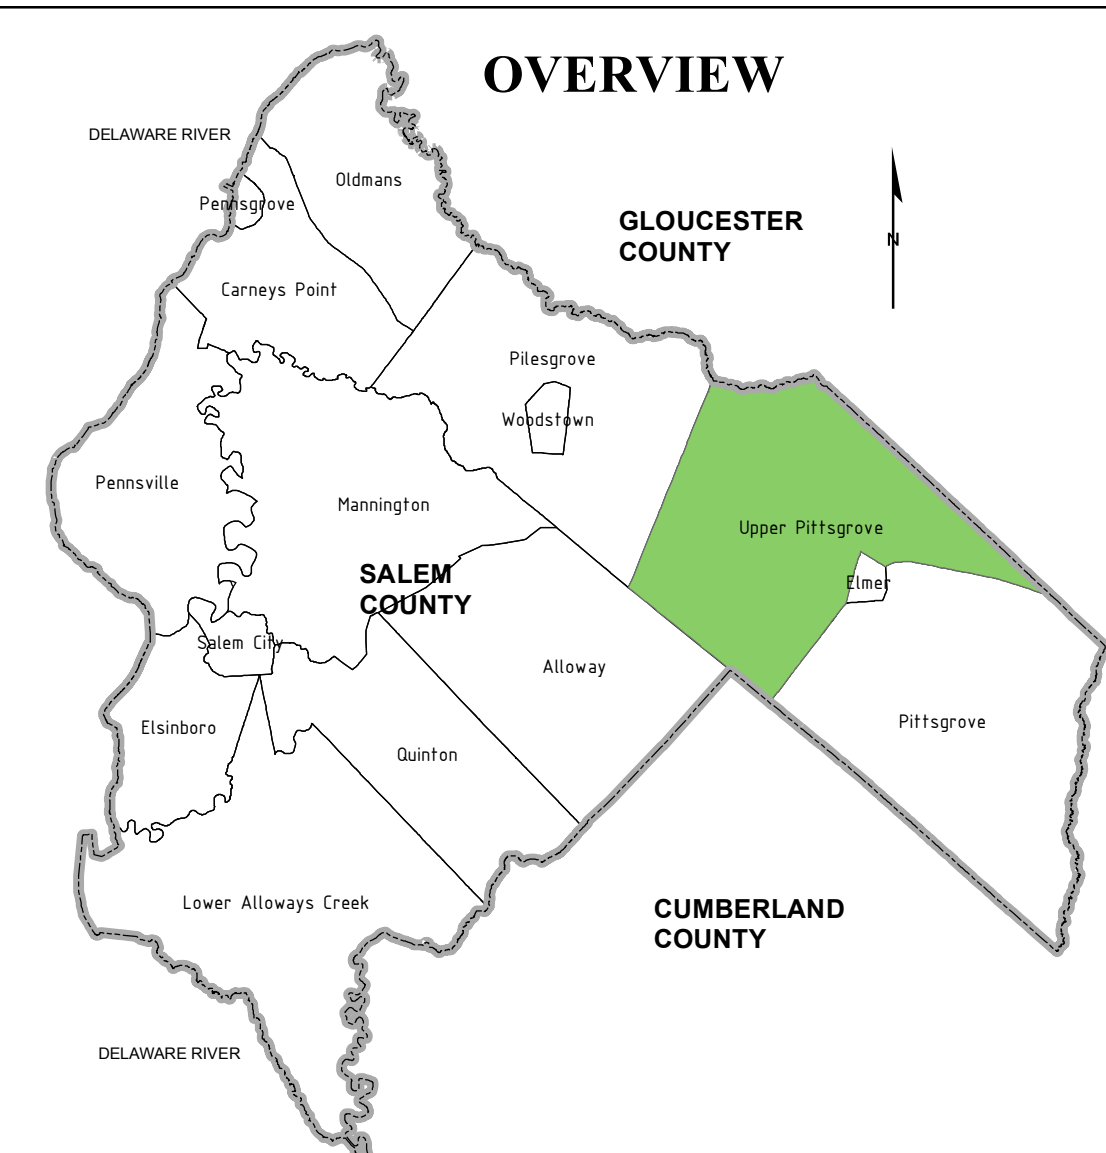 OVERVIEW
DELAWARE RIVER
Oldmans
Pennsgrove
GLOUCESTER
COUNTY
N
Carneys Point
Pilesgrove
Woodstown
Pennsville
Mannington
Upper Pittsgrove
SALEM
COUNTY
Elmer
Salem City
Alloway
Elsinboro
Pittsgrove
Quinton
Lower Alloways Creek
CUMBERLAND
COUNTY
DELAWARE RIVER